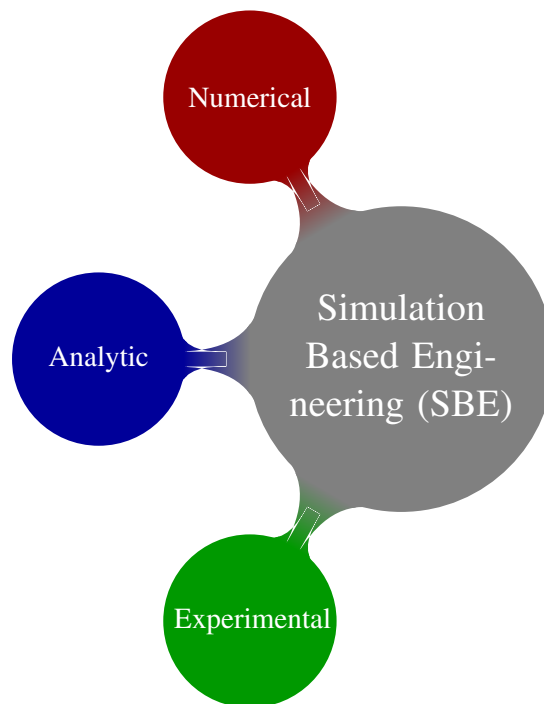 Numerical
Simulation
Based Engi-
neering (SBE)
Analytic
Experimental